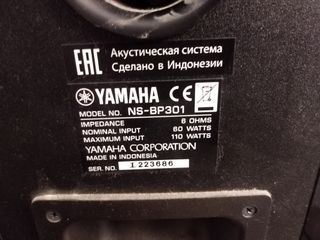 EAC Акустическая система
Сделано в Индонезии
YAMAHA CE
MODEL NO. NS-BP301
IMPEDANCE 6 OHMS
NOMINAL INPUT 60 WATTS
MAXIMUM INPUT 110 WATTS
YAMAHA CORPORATION
MADE IN INDONESIA
SER. NO. I 223686